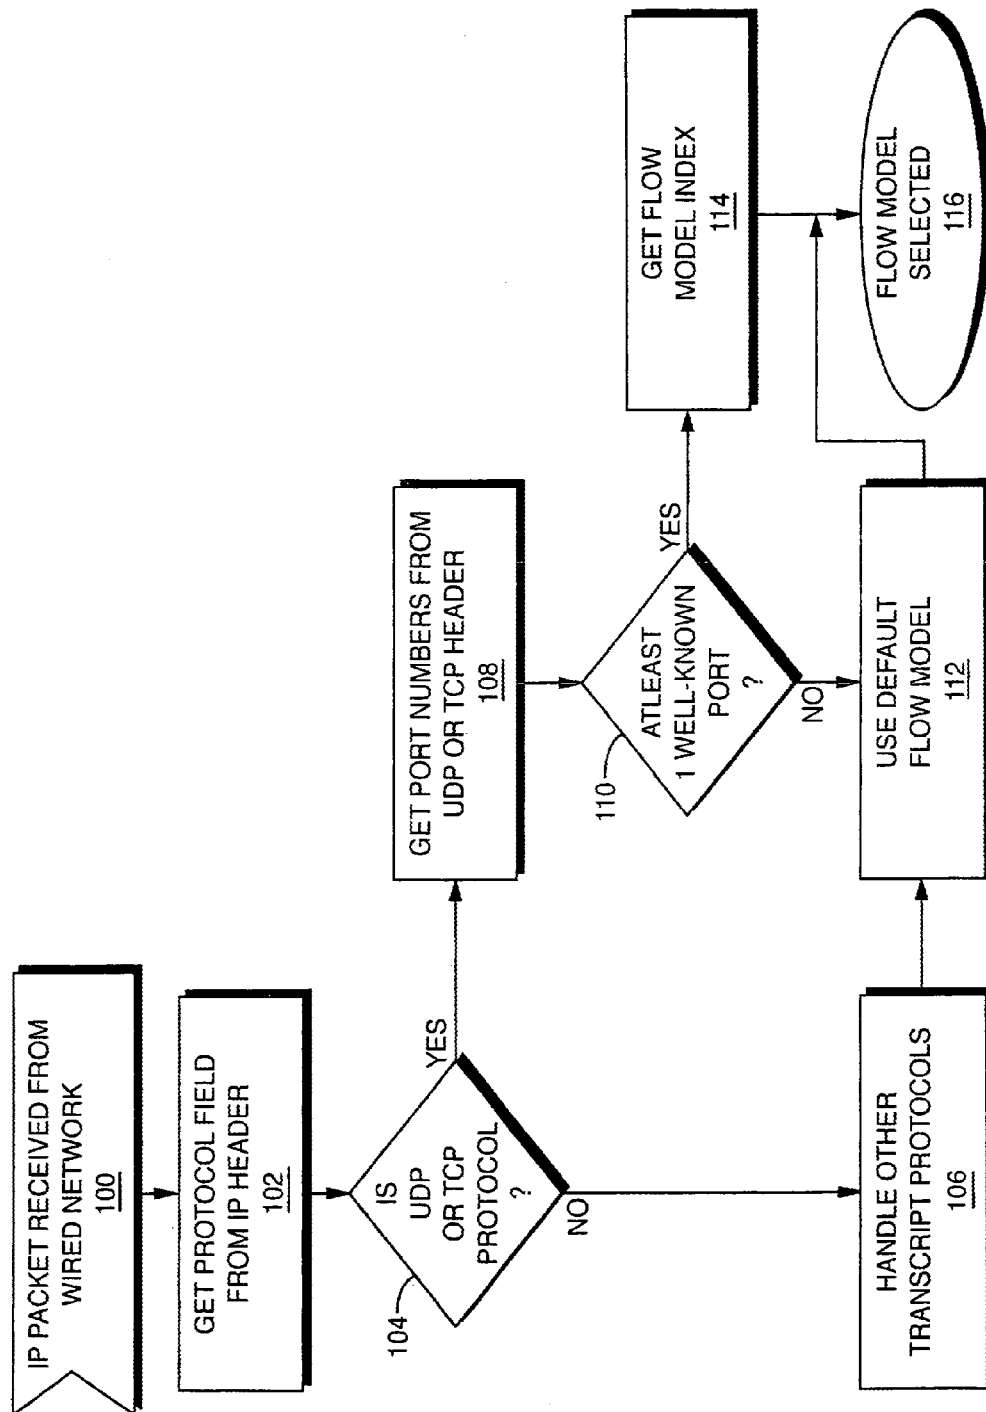 IP PACKET RECEIVED FROM
WIRED NETWORK
100
GET PROTOCOL FIELD
FROM IP HEADER
102
IS
UDP
OR TCP
PROTOCOL
?
104
YES
NO
GET PORT NUMBERS FROM
UDP OR TCP HEADER
108
ATLEAST
1 WELL-KNOWN
PORT
?
110
YES
NO
GET FLOW
MODEL INDEX
114
HANDLE OTHER
TRANSCRIPT PROTOCOLS
106
USE DEFAULT
FLOW MODEL
112
FLOW MODEL
SELECTED
116